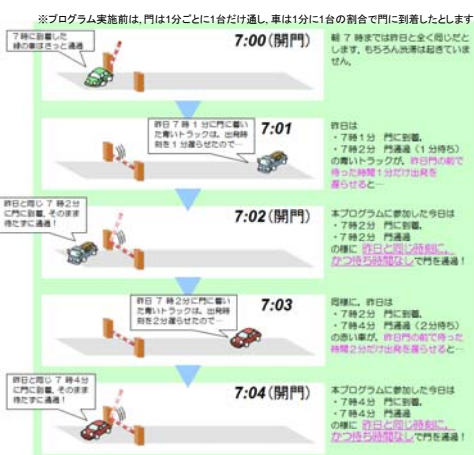 ※プログラム実施前は，門は1分ごとに1台だけ通し，車は1分に1台の割合で門に到着したとします
7時に到着した
緑の車はさっと通過
7:00(開門)
朝 7 時までは昨日と全く同じだと
します。もちろん渋滞は起きていま
せん。
昨日 7 時 1 分に門に着い
た青いトラックは、出発時
刻を 1 分遅らせたので…
7:01
昨日は
・7時1分　門に到着、
・7時2分　門通過（1分待ち）
の青いトラックが、昨日門の前で
待った時間1分だけ出発を
遅らせると…
昨日と同じ 7 時2分
に門に到着、そのまま
待たずに通過！
7:02(開門)
本プログラムに参加した今日は
・7時2分　門に到着、
・7時2分　門通過
の様に 昨日と同じ時刻に、
かつ待ち時間なしで門を通過！
昨日 7 時2分に門に着い
た赤い車は、出発時
刻を2分遅らせたので…
7:03
同様に、昨日は
・7時2分　門に到着、
・7時4分　門通過（2分待ち）
の赤い車が、昨日門の前で待った
時間2分だけ出発を遅らせると…
昨日と同じ 7 時4分
に門に到着、そのまま
待たずに通過！
7:04(開門)
本プログラムに参加した今日は
・7時4分　門に到着、
・7時4分　門通過
の様に 昨日と同じ時刻に、
かつ待ち時間なしで門を通過！